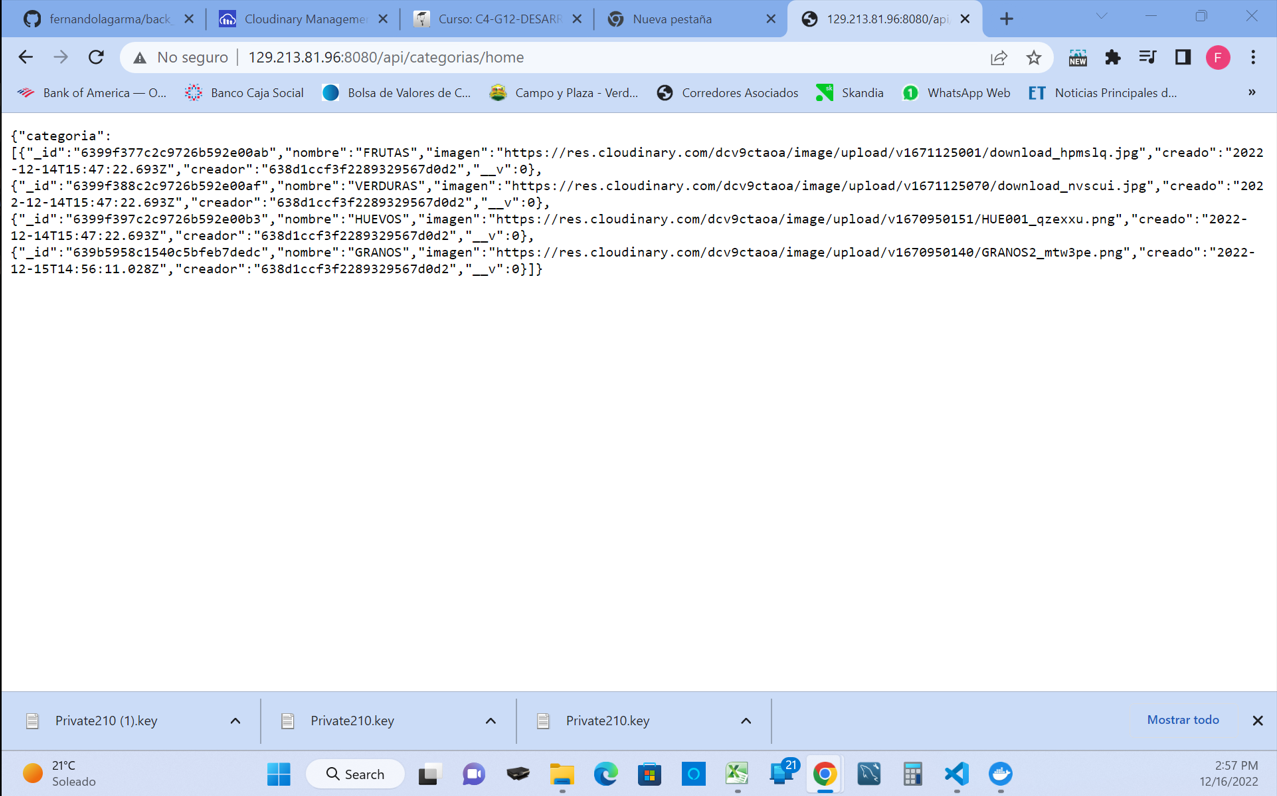 fernandolagarma/back_
Cloudinary Manageme
Curso: C4-G12-DESARR
Nueva pestaña
129.213.81.96:8080/api
No seguro
129.213.81.96:8080/api/categorias/home
NEW
F
Bank of America — O...
Banco Caja Social
Bolsa de Valores de C...
Campo y Plaza - Verd...
Corredores Asociados
Skandia
1
WhatsApp Web
ET
Noticias Principales d...
»
{"categoria":
[{"_id":"6399f377c2c9726b592e00ab","nombre":"FRUTAS","imagen":"https://res.cloudinary.com/dcv9ctaoa/image/upload/v1671125001/download_hpmslq.jpg","creado":"2022
-12-14T15:47:22.693Z","creador":"638d1ccf3f2289329567d0d2","__v":0},
{"_id":"6399f388c2c9726b592e00af","nombre":"VERDURAS","imagen":"https://res.cloudinary.com/dcv9ctaoa/image/upload/v1671125070/download_nvscui.jpg","creado":"202
2-12-14T15:47:22.693Z","creador":"638d1ccf3f2289329567d0d2","__v":0},
{"_id":"6399f397c2c9726b592e00b3","nombre":"HUEVOS","imagen":"https://res.cloudinary.com/dcv9ctaoa/image/upload/v1670950151/HUE001_qzexxu.png","creado":"2022-
12-14T15:47:22.693Z","creador":"638d1ccf3f2289329567d0d2","__v":0},
{"_id":"639b5958c1540c5bfeb7dedc","nombre":"GRANOS","imagen":"https://res.cloudinary.com/dcv9ctaoa/image/upload/v1670950140/GRANOS2_mtw3pe.png","creado":"2022-
12-15T14:56:11.028Z","creador":"638d1ccf3f2289329567d0d2","__v":0}]}
Private210 (1).key
Private210.key
Private210.key
Mostrar todo
21°C
Soleado
Search
21
2:57 PM
12/16/2022